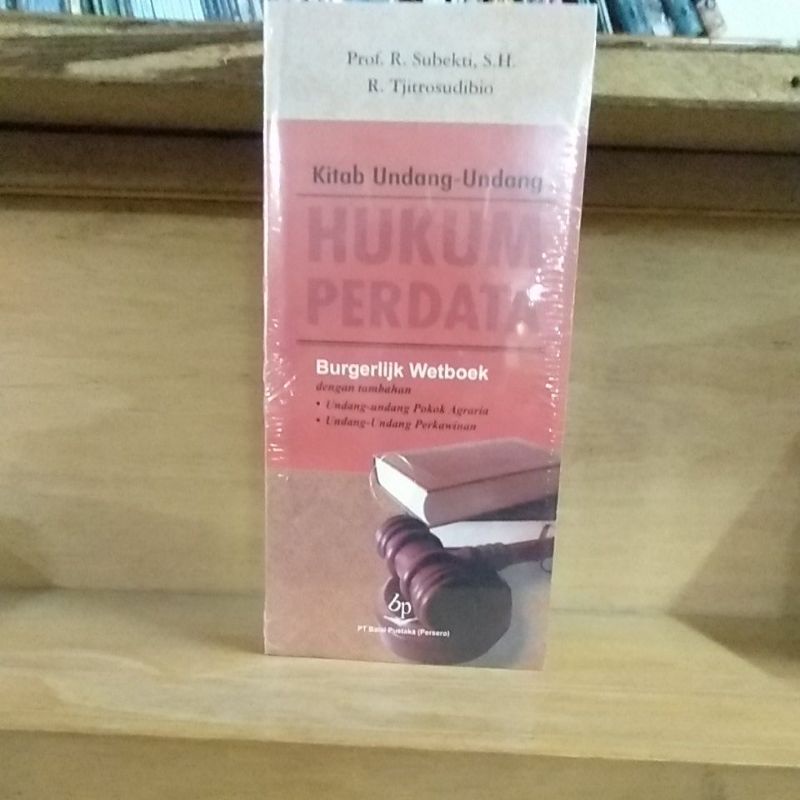 Prof. R. Subekti, S.H.
R. Tjitrosudibio
Kitab Undang-Undang
HUKUM
PERDATA
Burgerlijk Wetboek
dengan tambahan
• Undang-undang Pokok Agraria
• Undang-Undang Perkawinan
bp
PT Balai Pustaka (Persero)